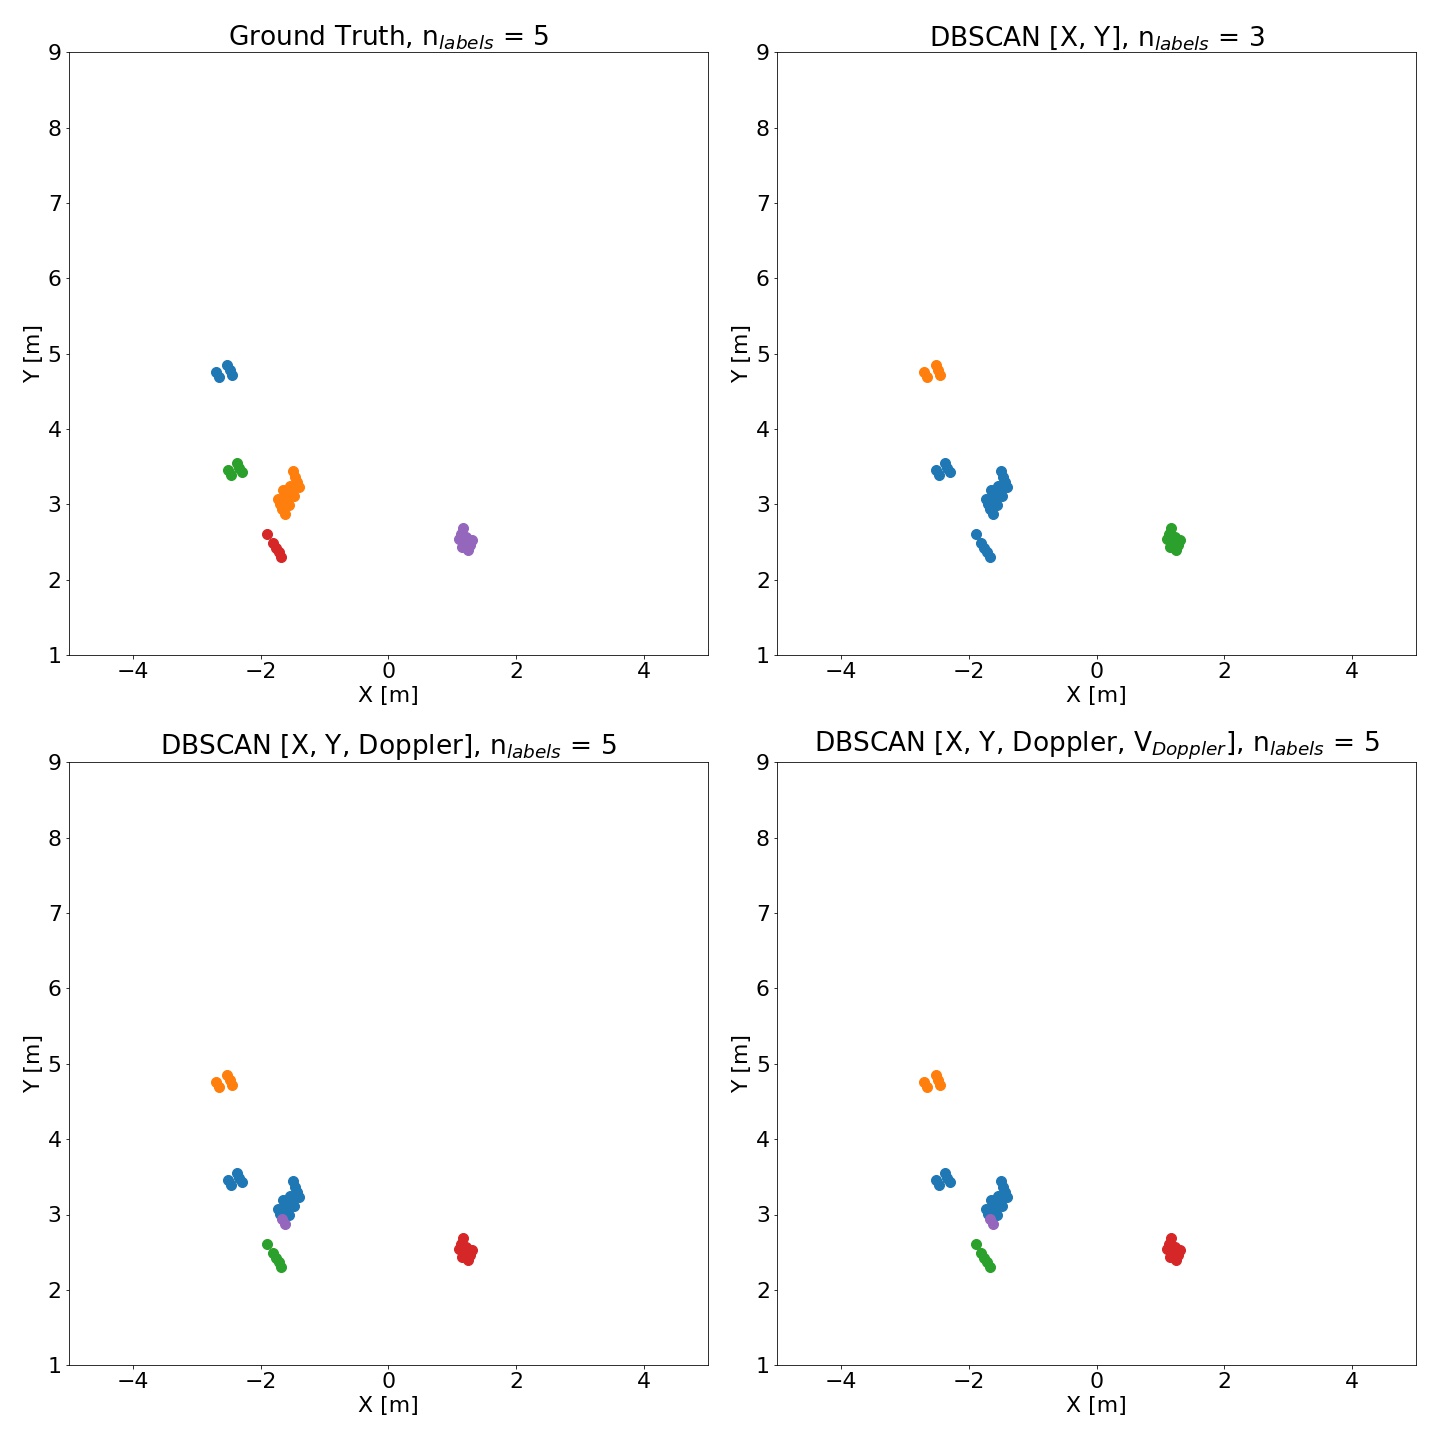 Ground Truth, n_labels = 5
9
8
7
6
5
4
3
2
1
Y [m]
−4 −2 0 2 4
X [m]
DBSCAN [X, Y], n_labels = 3
9
8
7
6
5
4
3
2
1
Y [m]
−4 −2 0 2 4
X [m]
DBSCAN [X, Y, Doppler], n_labels = 5
9
8
7
6
5
4
3
2
1
Y [m]
−4 −2 0 2 4
X [m]
DBSCAN [X, Y, Doppler, V_Doppler], n_labels = 5
9
8
7
6
5
4
3
2
1
Y [m]
−4 −2 0 2 4
X [m]